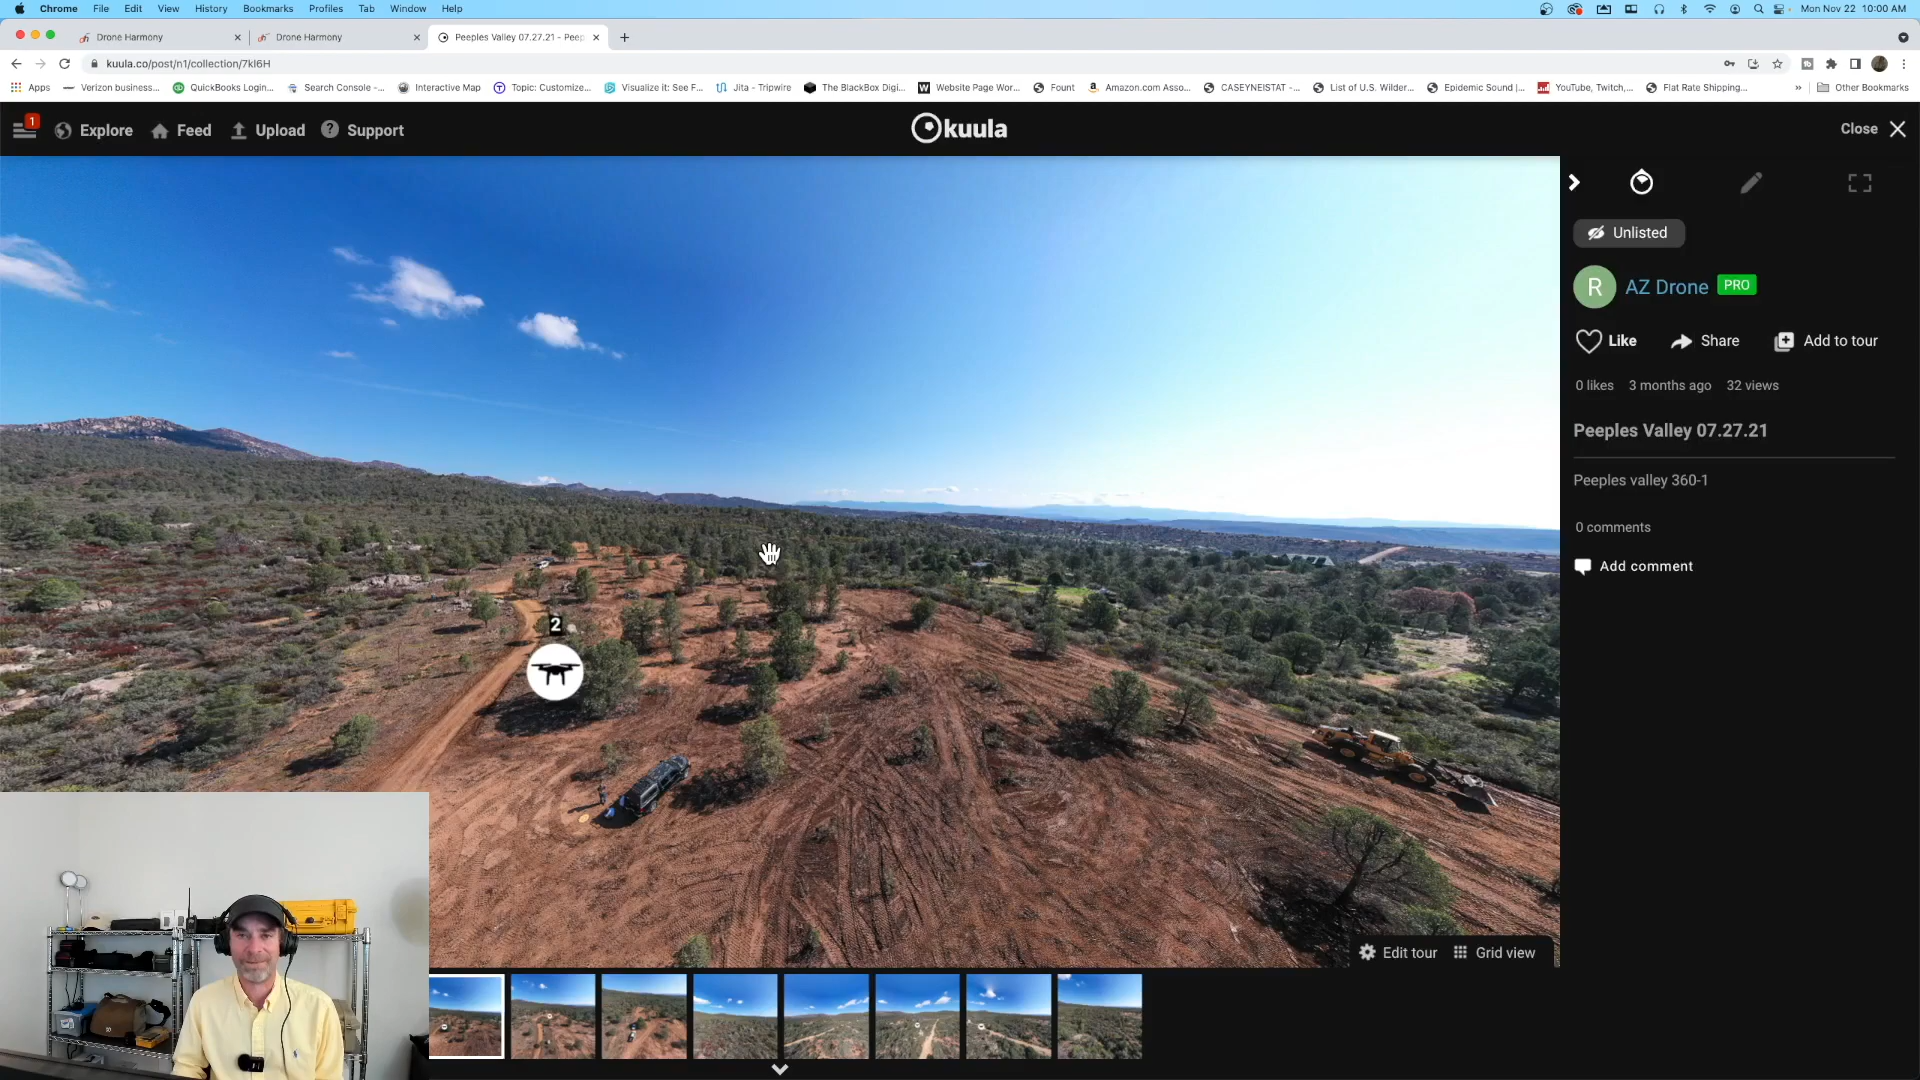 Chrome File Edit View History Bookmarks Profiles Tab Window Help Mon Nov 22 10:00 AM
Drone Harmony Drone Harmony Peeples Valley 07.27.21 - Peep
kuula.co/post/n1/collection/7kl6H
Apps Verizon business... QuickBooks Login... Search Console -... Interactive Map Topic: Customize... Visualize it: See F... Jita - Tripwire The BlackBox Digi... Website Page Wor... Fount Amazon.com Asso... CASEYNEISTAT -... List of U.S. Wilder... Epidemic Sound |... YouTube, Twitch,... Flat Rate Shipping... » Other Bookmarks
1 Explore Feed Upload ? Support kuula Close
Unlisted
R AZ Drone PRO
Like Share Add to tour
0 likes 3 months ago 32 views
Peeples Valley 07.27.21
Peeples valley 360-1
0 comments
Add comment
2
Edit tour Grid view